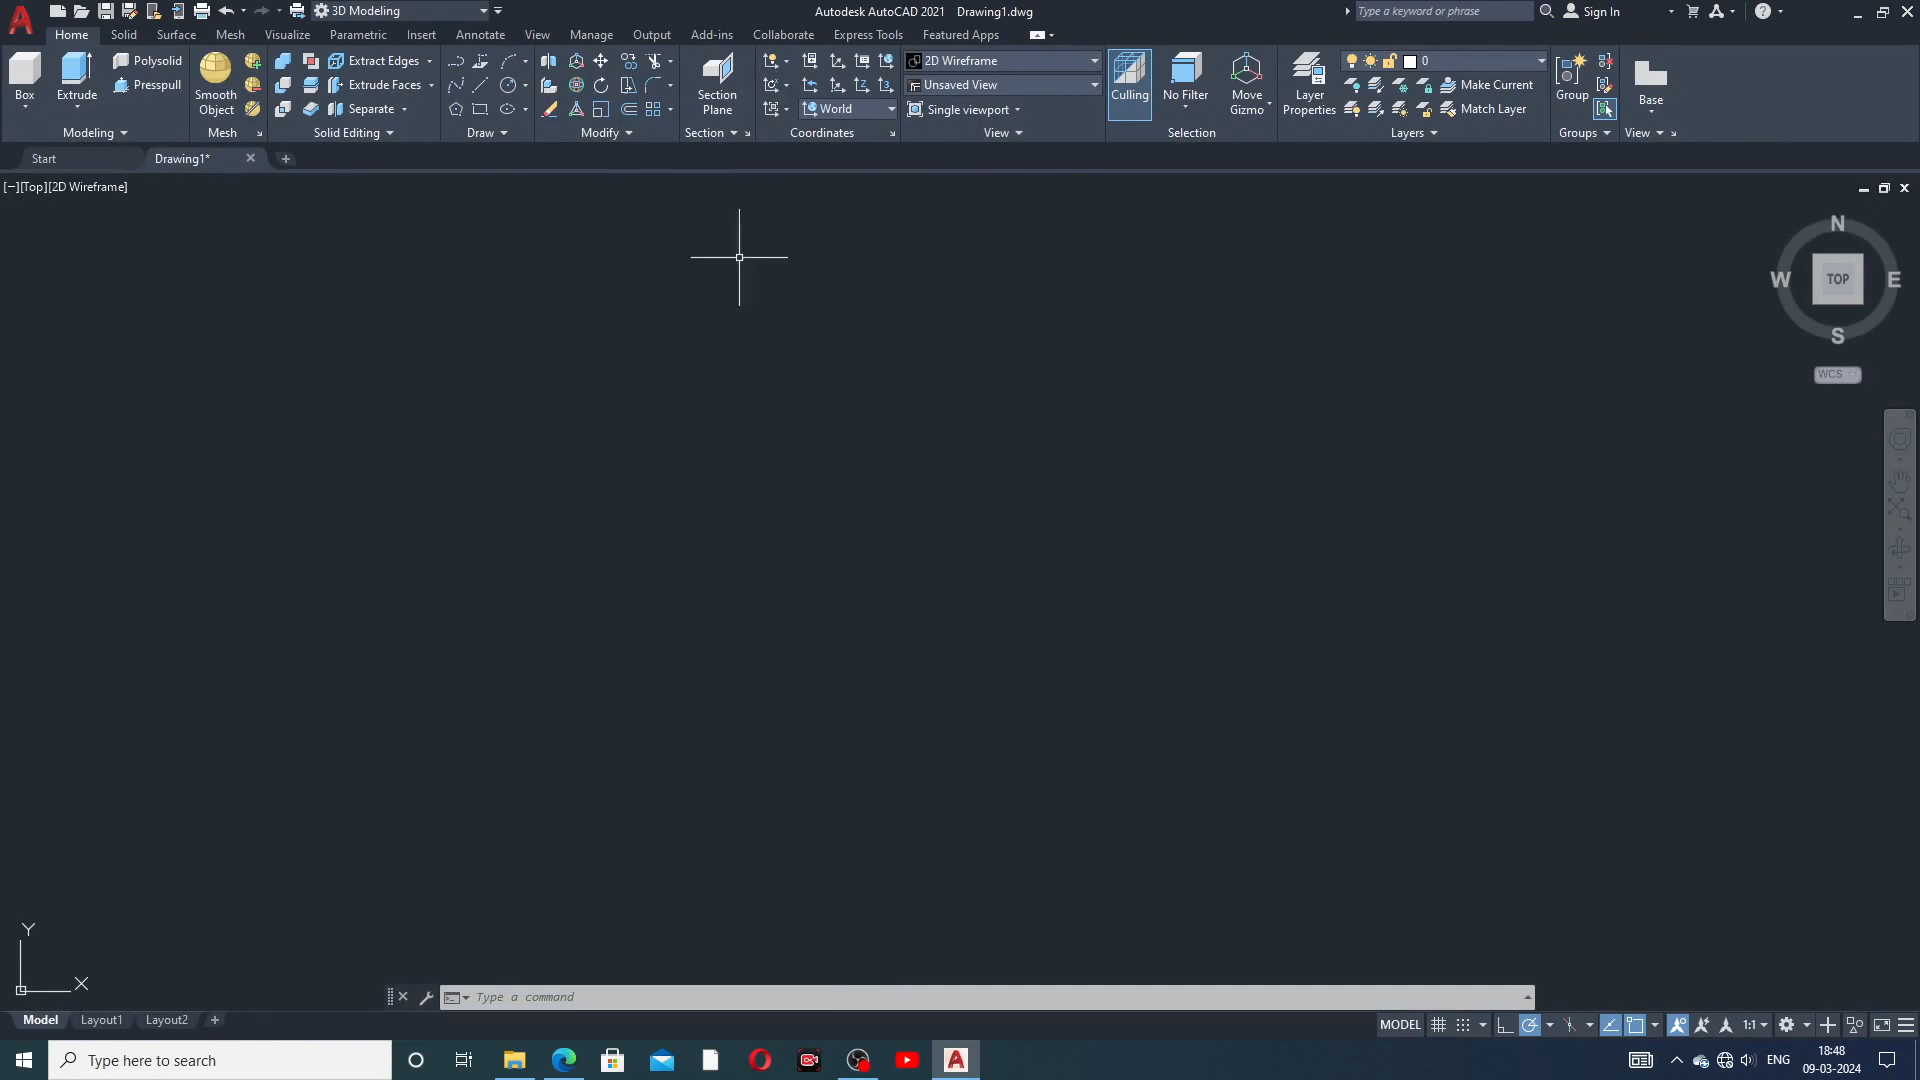 3D Modeling
Autodesk AutoCAD 2021 Drawing1.dwg
Type a keyword or phrase
Sign In
Home Solid Surface Mesh Visualize Parametric Insert Annotate View Manage Output Add-ins Collaborate Express Tools Featured Apps
Box
Extrude
Polysolid
Presspull
Modeling
Smooth
Object
Mesh
Extract Edges
Extrude Faces
Separate
Solid Editing
Draw
Modify
Section
Plane
Section
World
Coordinates
2D Wireframe
Unsaved View
Single viewport
View
Culling
No Filter
Move
Gizmo
Selection
Layer
Properties
0
Make Current
Match Layer
Layers
Group
Groups
Base
View
Start
Drawing1*
[−][Top][2D Wireframe]
N
W TOP E
S
WCS
Y
X
Type a command
Model Layout1 Layout2
MODEL
1:1
Type here to search
ENG
18:48
09-03-2024